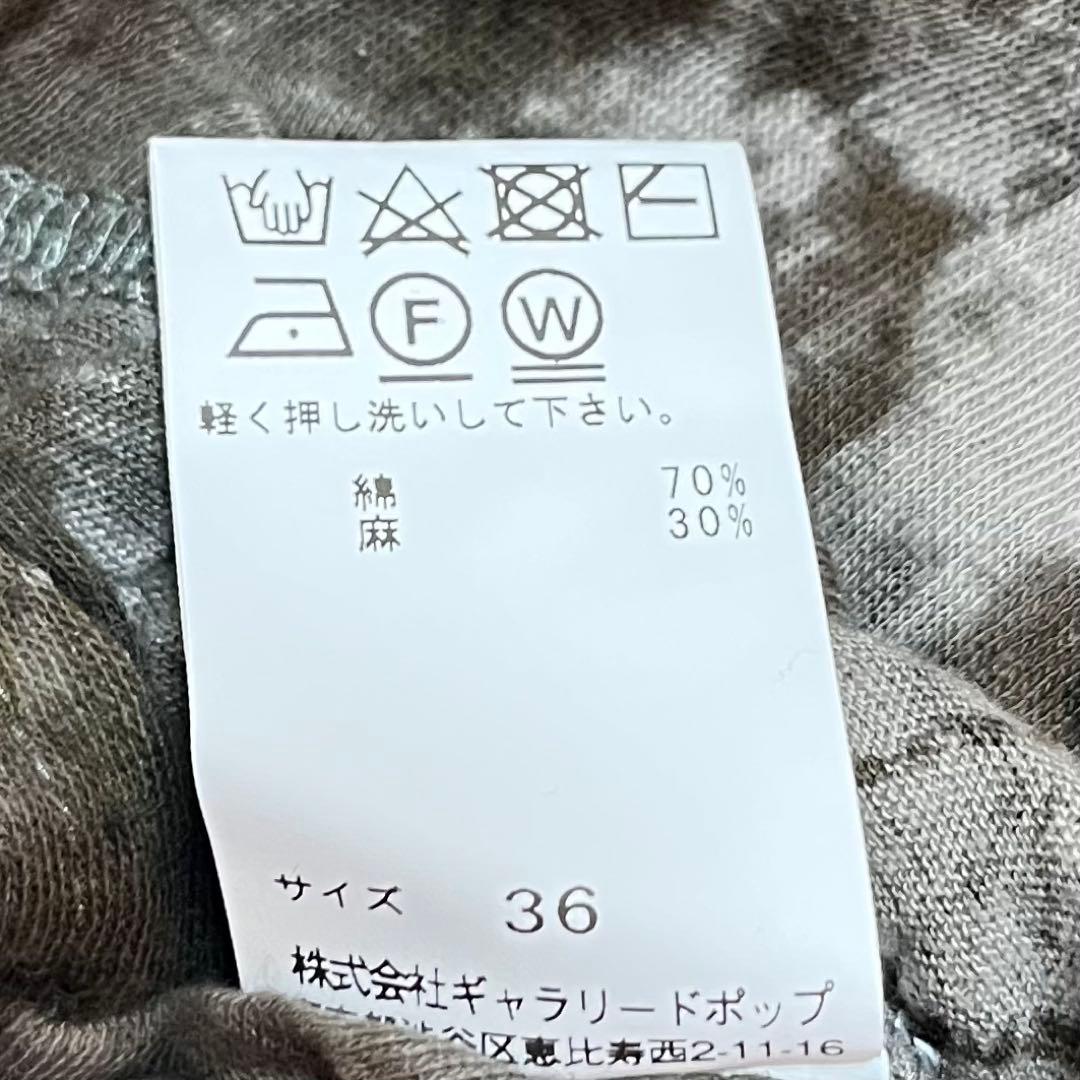 F W
軽く押し洗いして下さい。
綿 70%
麻 30%
サイズ 36
株式会社ギャラリードポップ
渋谷区恵比寿西2-11-16